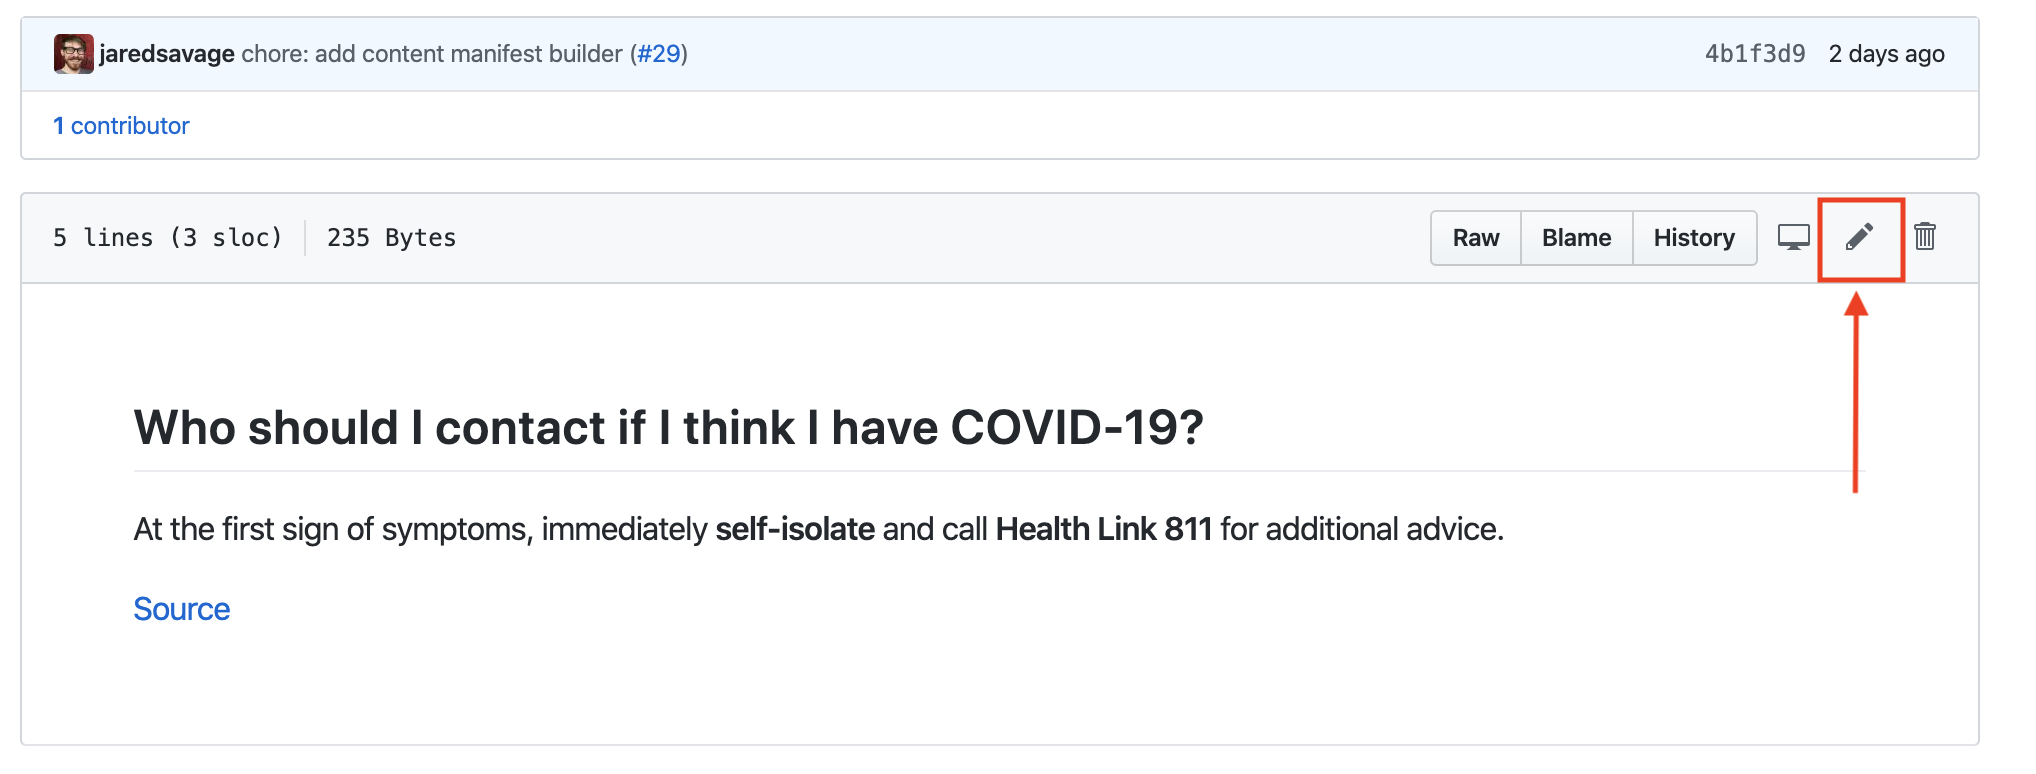 jaredsavage chore: add content manifest builder (#29) 4b1f3d9 2 days ago
1 contributor
5 lines (3 sloc) 235 Bytes Raw Blame History
Who should I contact if I think I have COVID-19?
At the first sign of symptoms, immediately self-isolate and call Health Link 811 for additional advice.
Source